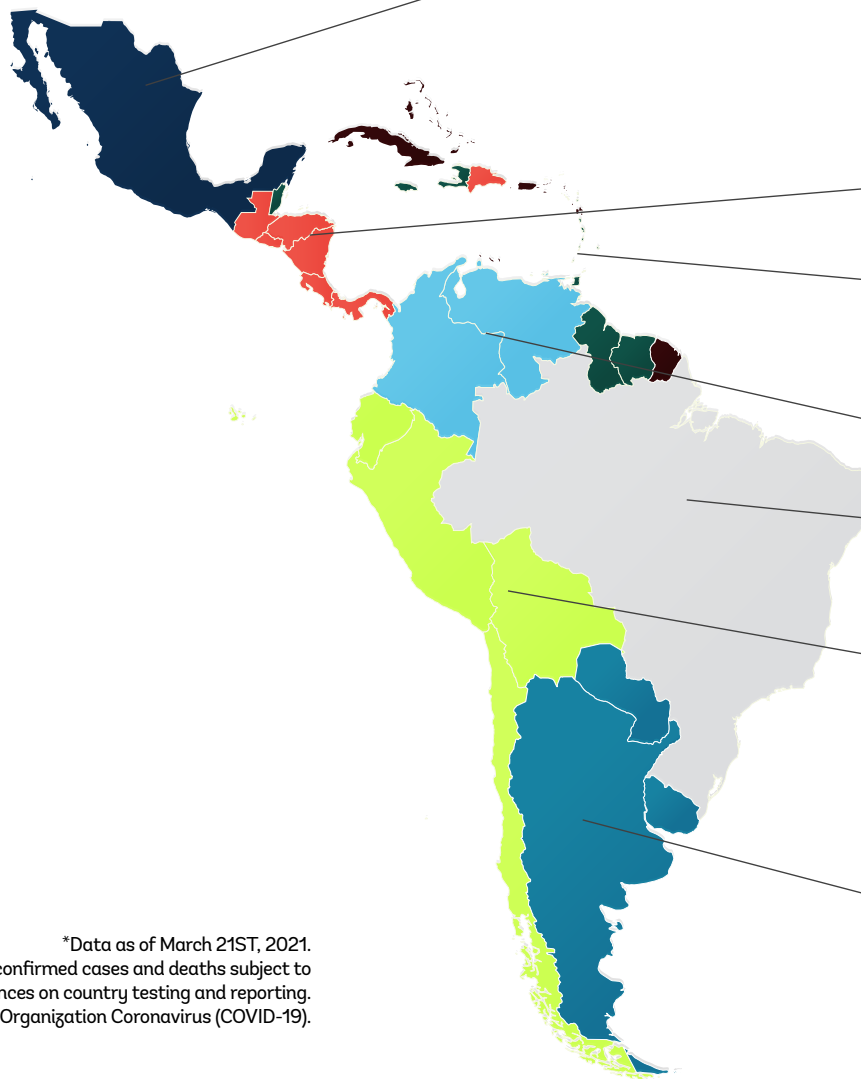 *Data as of March 21ST, 2021.
confirmed cases and deaths subject to
on country testing and reporting.
Organization Coronavirus (COVID-19).